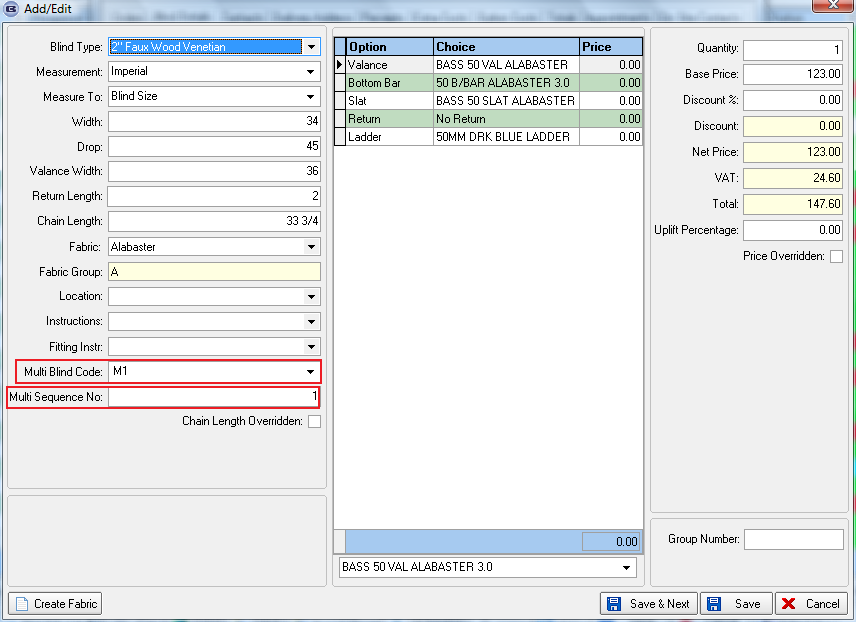 Add/Edit
Blind Type: 2" Faux Wood Venetian
Measurement: Imperial
Measure To: Blind Size
Width: 34
Drop: 45
Valance Width: 36
Return Length: 2
Chain Length: 33 3/4
Fabric: Alabaster
Fabric Group: A
Location:
Instructions:
Fitting Instr:
Multi Blind Code: M1
Multi Sequence No: 1
Chain Length Overridden:
Create Fabric
Option Choice Price
Valance BASS 50 VAL ALABASTER 0.00
Bottom Bar 50 B/BAR ALABASTER 3.0 0.00
Slat BASS 50 SLAT ALABASTER 0.00
Return No Return 0.00
Ladder 50MM DRK BLUE LADDER 0.00
0.00
BASS 50 VAL ALABASTER 3.0
Quantity: 1
Base Price: 123.00
Discount %: 0.00
Discount: 0.00
Net Price: 123.00
VAT: 24.60
Total: 147.60
Uplift Percentage: 0.00
Price Overridden:
Group Number:
Save & Next Save Cancel